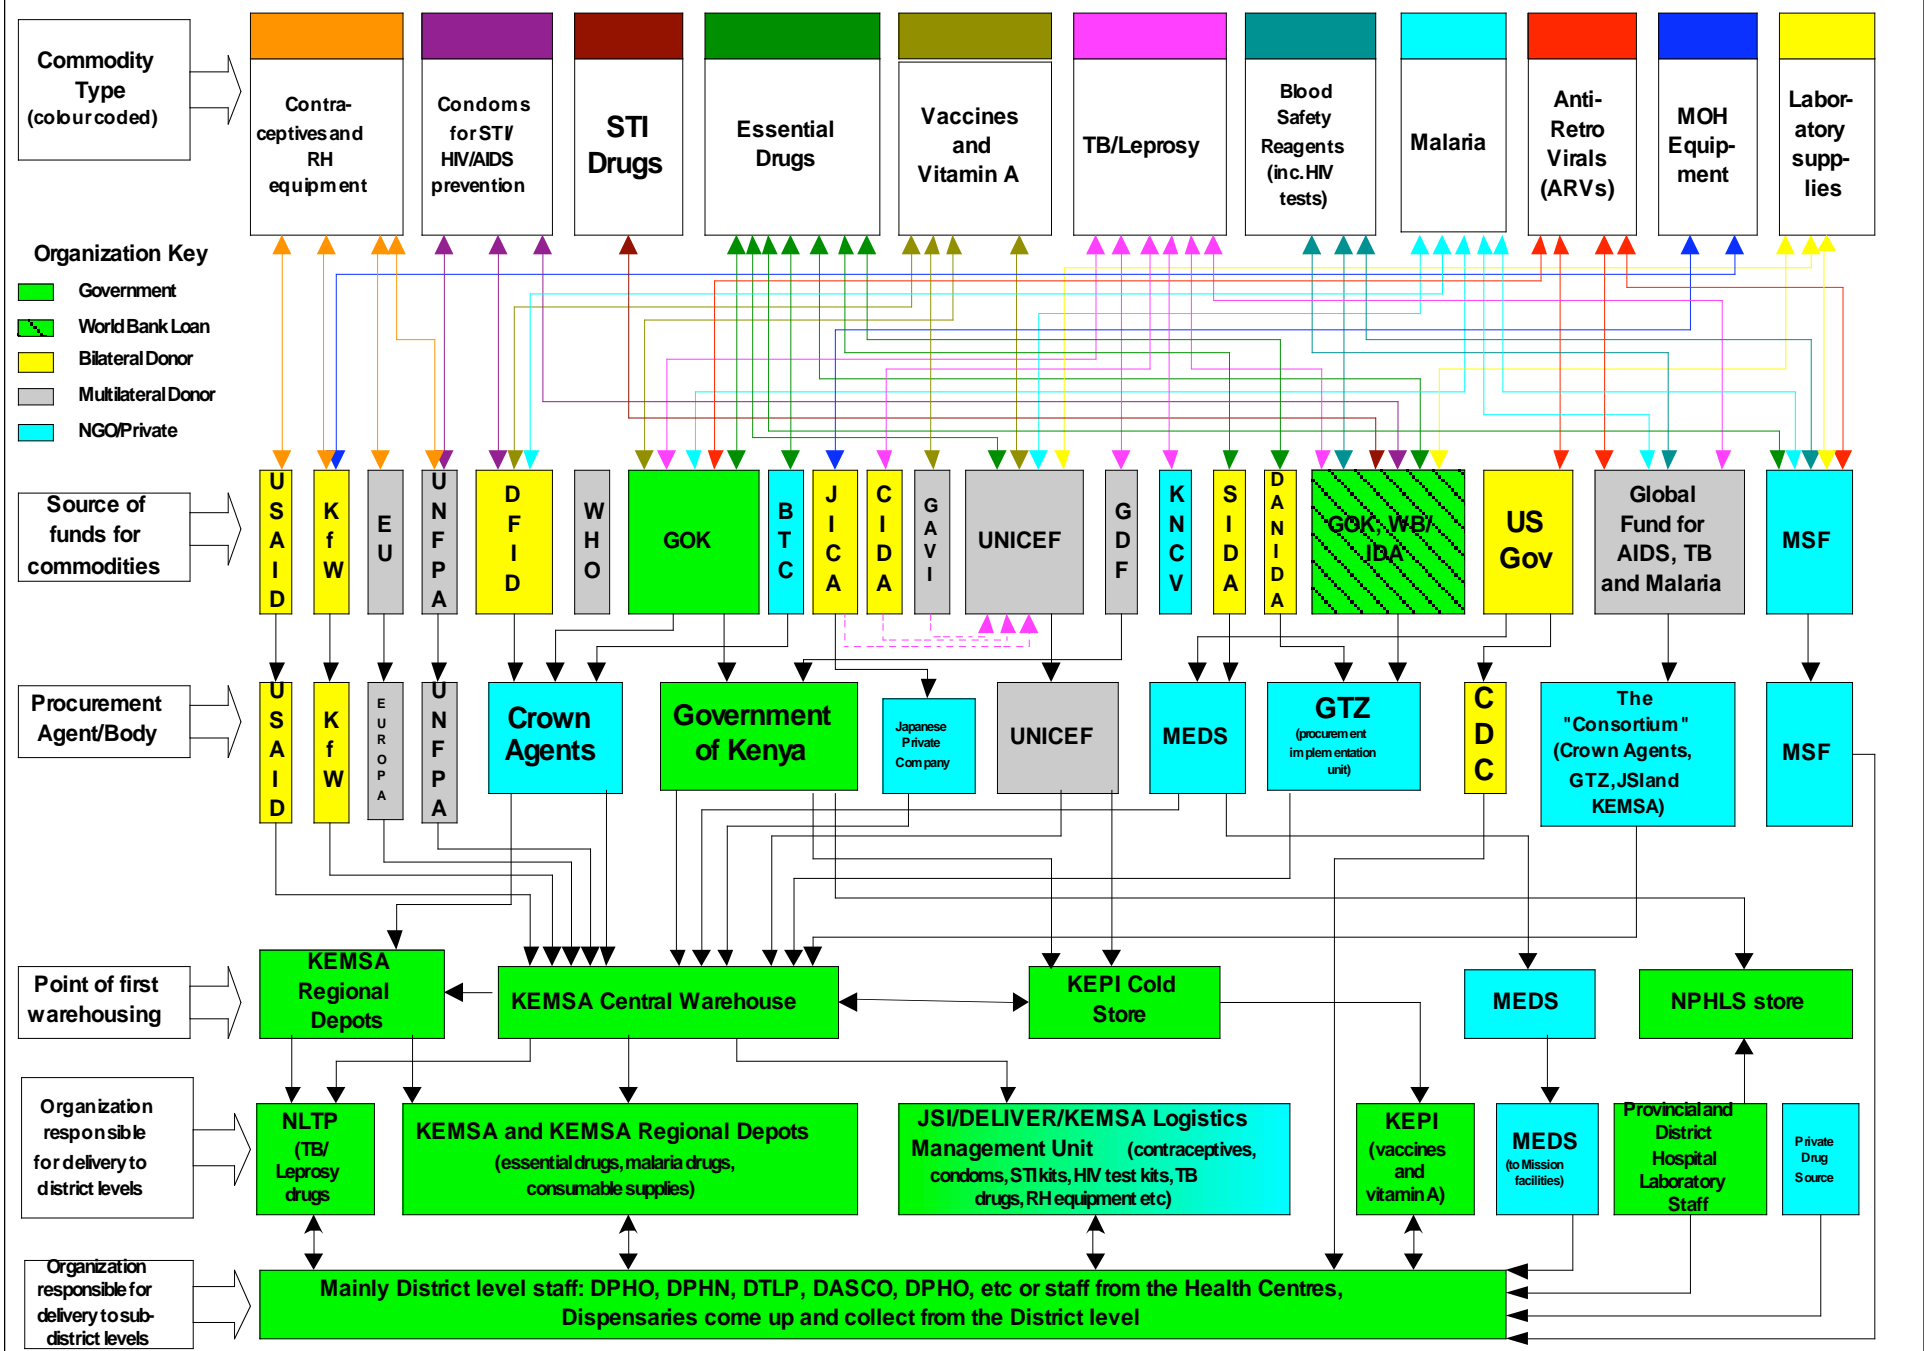 Commodity
Type
(colour coded)
Contra-
ceptives and
RH
equipment
Condoms
for STI/
HIV/AIDS
prevention
STI
Drugs
Essential
Drugs
Vaccines
and
Vitamin A
TB/Leprosy
Blood
Safety
Reagents
(inc. HIV
tests)
Malaria
Anti-
Retro
Virals
(ARVs)
MOH
Equip-
ment
Labor-
atory
supp-
lies
Organization Key
Government
World Bank Loan
Bilateral Donor
Multilateral Donor
NGO/Private
Source of
funds for
commodities
USAID
KfW
EU
UNFPA
DFID
WHO
GOK
BTC
JICA
CIDA
GAVI
UNICEF
GDF
KNCV
SIDA
DANIDA
GOK, WB/
IDA
US
Gov
Global
Fund for
AIDS, TB
and Malaria
MSF
Procurement
Agent/Body
USAID
KfW
EUROPA
UNFPA
Crown
Agents
Government
of Kenya
Japanese
Private
Company
UNICEF
MEDS
GTZ
(procurement
implementation
unit)
CDC
The
"Consortium"
(Crown Agents,
GTZ, JSI and
KEMSA)
MSF
Point of first
warehousing
KEMSA
Regional
Depots
KEMSA Central Warehouse
KEPI Cold
Store
MEDS
NPHLS store
Organization
responsible
for delivery to
district levels
NLTP
(TB/
Leprosy
drugs
KEMSA and KEMSA Regional Depots
(essential drugs, malaria drugs,
consumable supplies)
JSI/DELIVER/KEMSA Logistics
Management Unit (contraceptives,
condoms, STI kits, HIV test kits, TB
drugs, RH equipment etc)
KEPI
(vaccines
and
vitamin A)
MEDS
(to Mission
facilities)
Provincial and
District
Hospital
Laboratory
Staff
Private
Drug
Source
Organization
responsible for
delivery to sub-
district levels
Mainly District level staff: DPHO, DPHN, DTLP, DASCO, DPHO, etc or staff from the Health Centres,
Dispensaries come up and collect from the District level